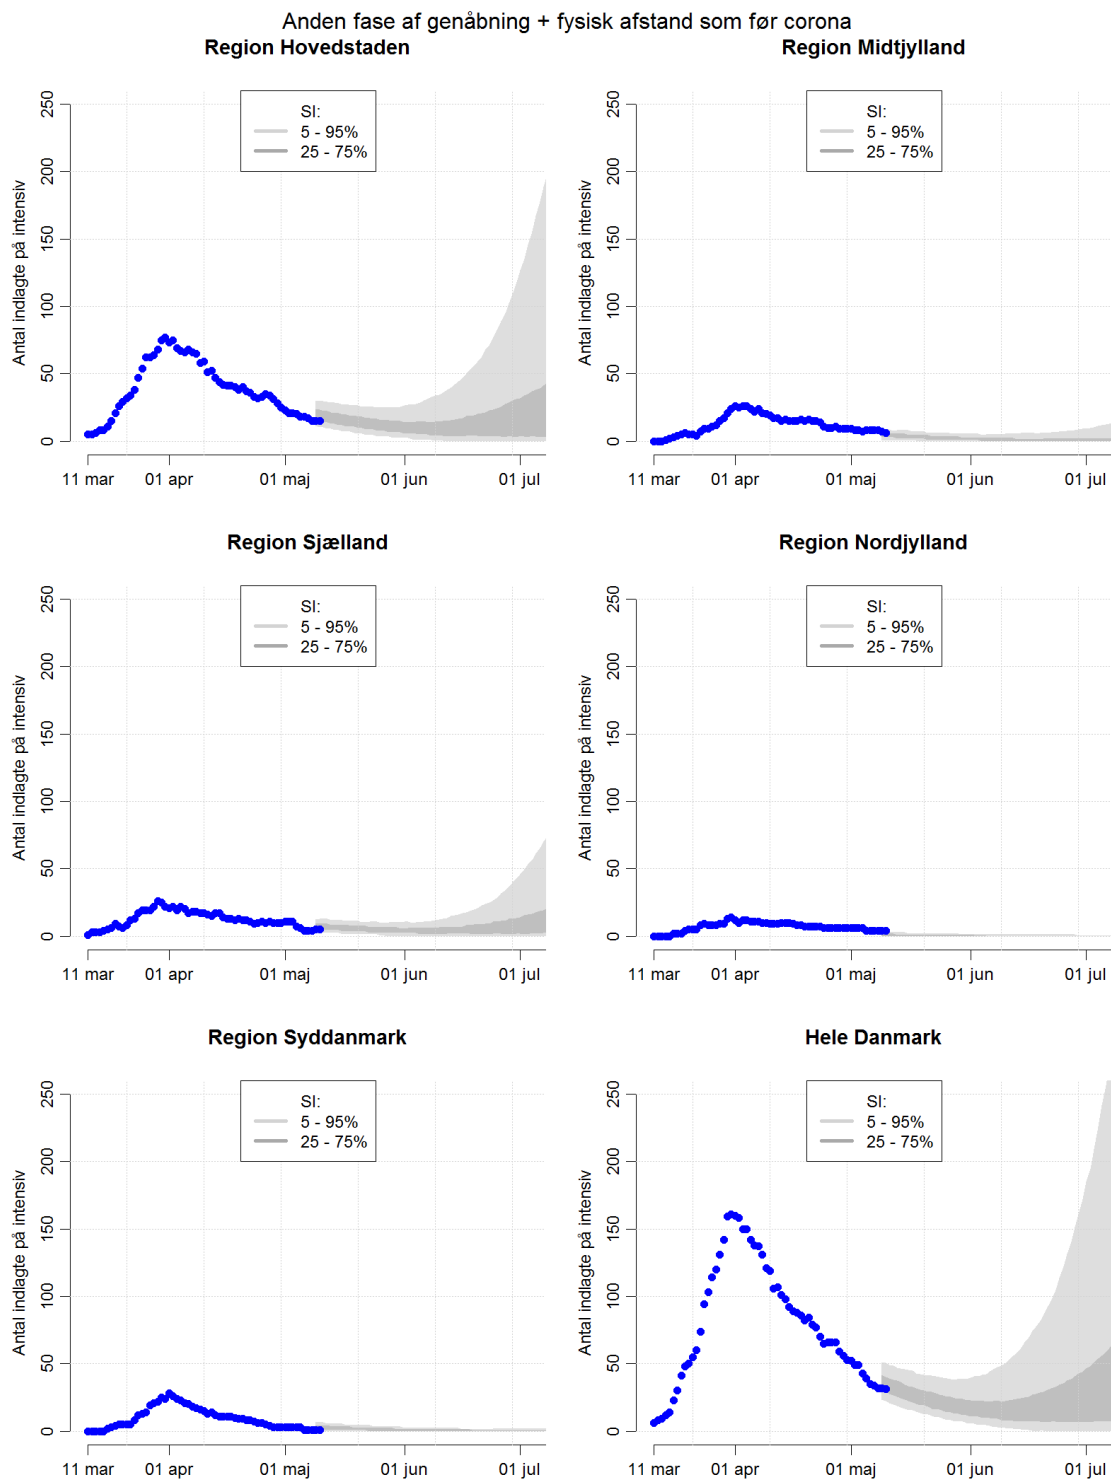 Anden fase af genåbning + fysisk afstand som før corona
Region Hovedstaden
Antal indlagte på intensiv
250
200
150
100
50
0
SI:
5 - 95%
25 - 75%
11 mar 01 apr 01 maj 01 jun 01 jul
Region Midtjylland
Antal indlagte på intensiv
250
200
150
100
50
0
SI:
5 - 95%
25 - 75%
11 mar 01 apr 01 maj 01 jun 01 jul
Region Sjælland
Antal indlagte på intensiv
250
200
150
100
50
0
SI:
5 - 95%
25 - 75%
11 mar 01 apr 01 maj 01 jun 01 jul
Region Nordjylland
Antal indlagte på intensiv
250
200
150
100
50
0
SI:
5 - 95%
25 - 75%
11 mar 01 apr 01 maj 01 jun 01 jul
Region Syddanmark
Antal indlagte på intensiv
250
200
150
100
50
0
SI:
5 - 95%
25 - 75%
11 mar 01 apr 01 maj 01 jun 01 jul
Hele Danmark
Antal indlagte på intensiv
250
200
150
100
50
0
SI:
5 - 95%
25 - 75%
11 mar 01 apr 01 maj 01 jun 01 jul